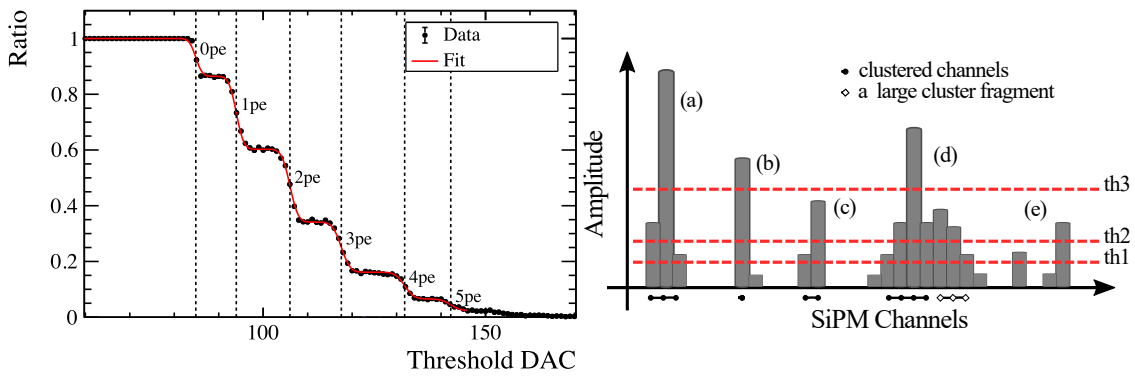 Ratio
1
0.8
0.6
0.4
0.2
0
0pe
1pe
2pe
3pe
4pe
5pe
Data
Fit
100
150
Threshold DAC
Amplitude
clustered channels
a large cluster fragment
(a)
(b)
(c)
(d)
(e)
th3
th2
th1
SiPM Channels